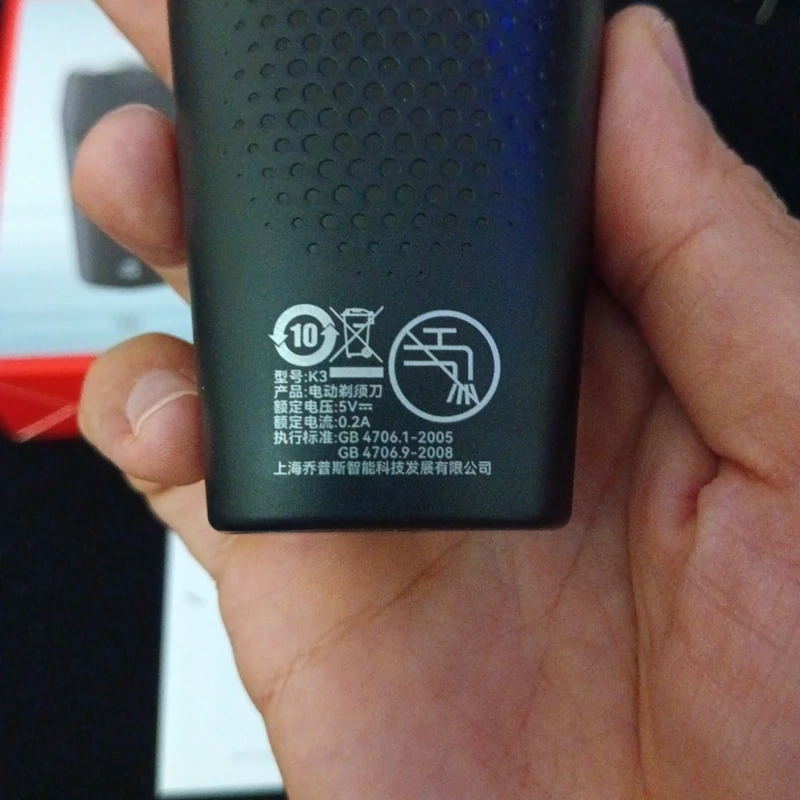 10
型号:K3
产品:电动剃须刀
额定电压:5V⎓
额定电流:0.2A
执行标准:GB 4706.1-2005
GB 4706.9-2008
上海乔普斯智能科技发展有限公司